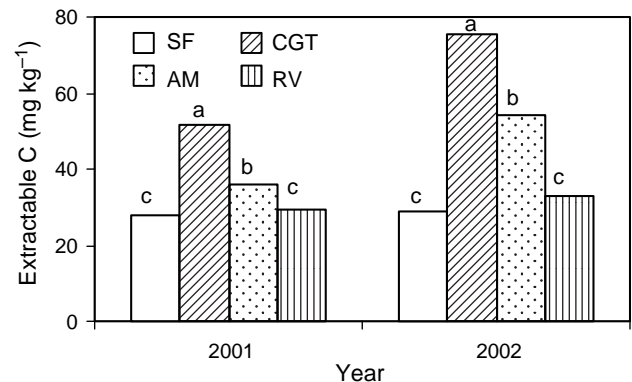 80
60
40
20
0
Extractable C (mg kg⁻¹)
SF
CGT
AM
RV
c
a
b
c
c
a
b
c
2001
2002
Year